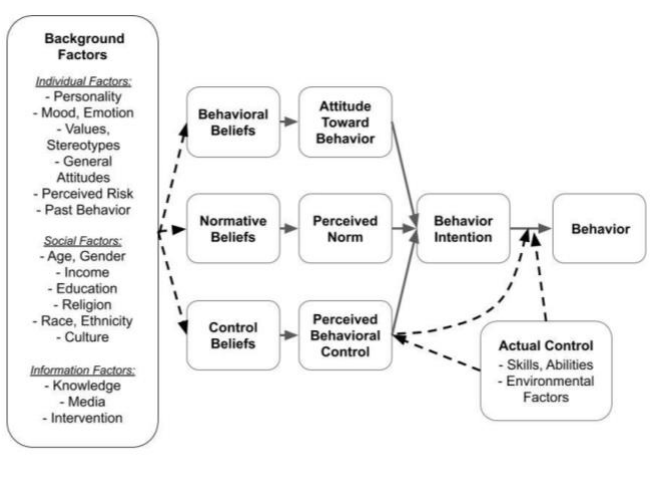 Background
Factors
Individual Factors:
- Personality
- Mood, Emotion
- Values,
Stereotypes
- General
Attitudes
- Perceived Risk
- Past Behavior
Social Factors:
- Age, Gender
- Income
- Education
- Religion
- Race, Ethnicity
- Culture
Information Factors:
- Knowledge
- Media
- Intervention
Behavioral
Beliefs
Attitude
Toward
Behavior
Normative
Beliefs
Perceived
Norm
Behavior
Intention
Behavior
Control
Beliefs
Perceived
Behavioral
Control
Actual Control
- Skills, Abilities
- Environmental
Factors